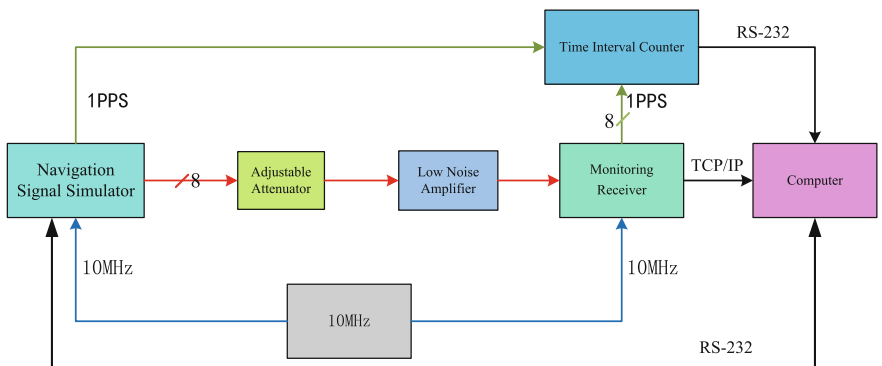 Time Interval Counter
RS-232
1PPS
1PPS
8
Navigation
Signal Simulator
8
Adjustable
Attenuator
Low Noise
Amplifier
Monitoring
Receiver
TCP/IP
Computer
10MHz
10MHz
10MHz
RS-232